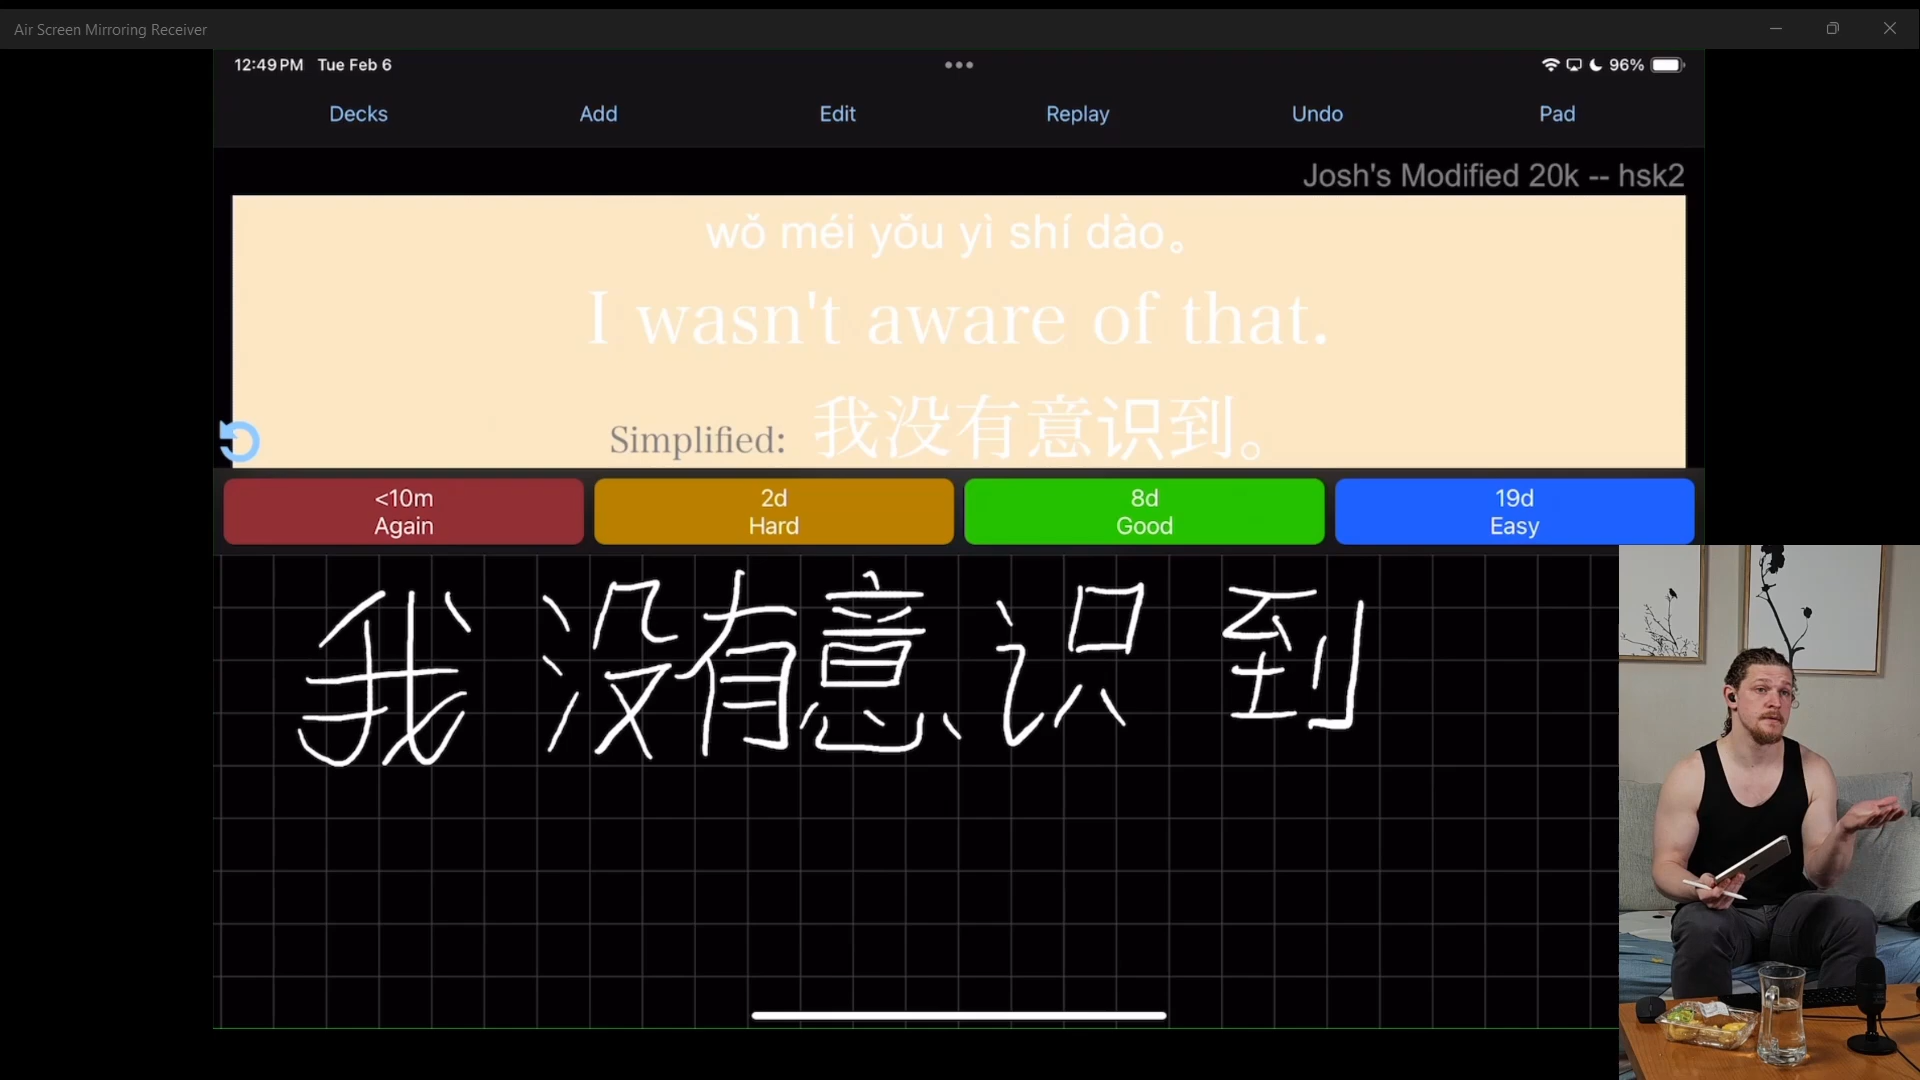 Air Screen Mirroring Receiver
12:49 PM Tue Feb 6
96%
Decks Add Edit Replay Undo Pad
Josh's Modified 20k -- hsk2
wǒ méi yǒu yì shí dào。
I wasn't aware of that.
Simplified: 我没有意识到。
<10m 2d 8d 19d
Again Hard Good Easy
我没有意识到